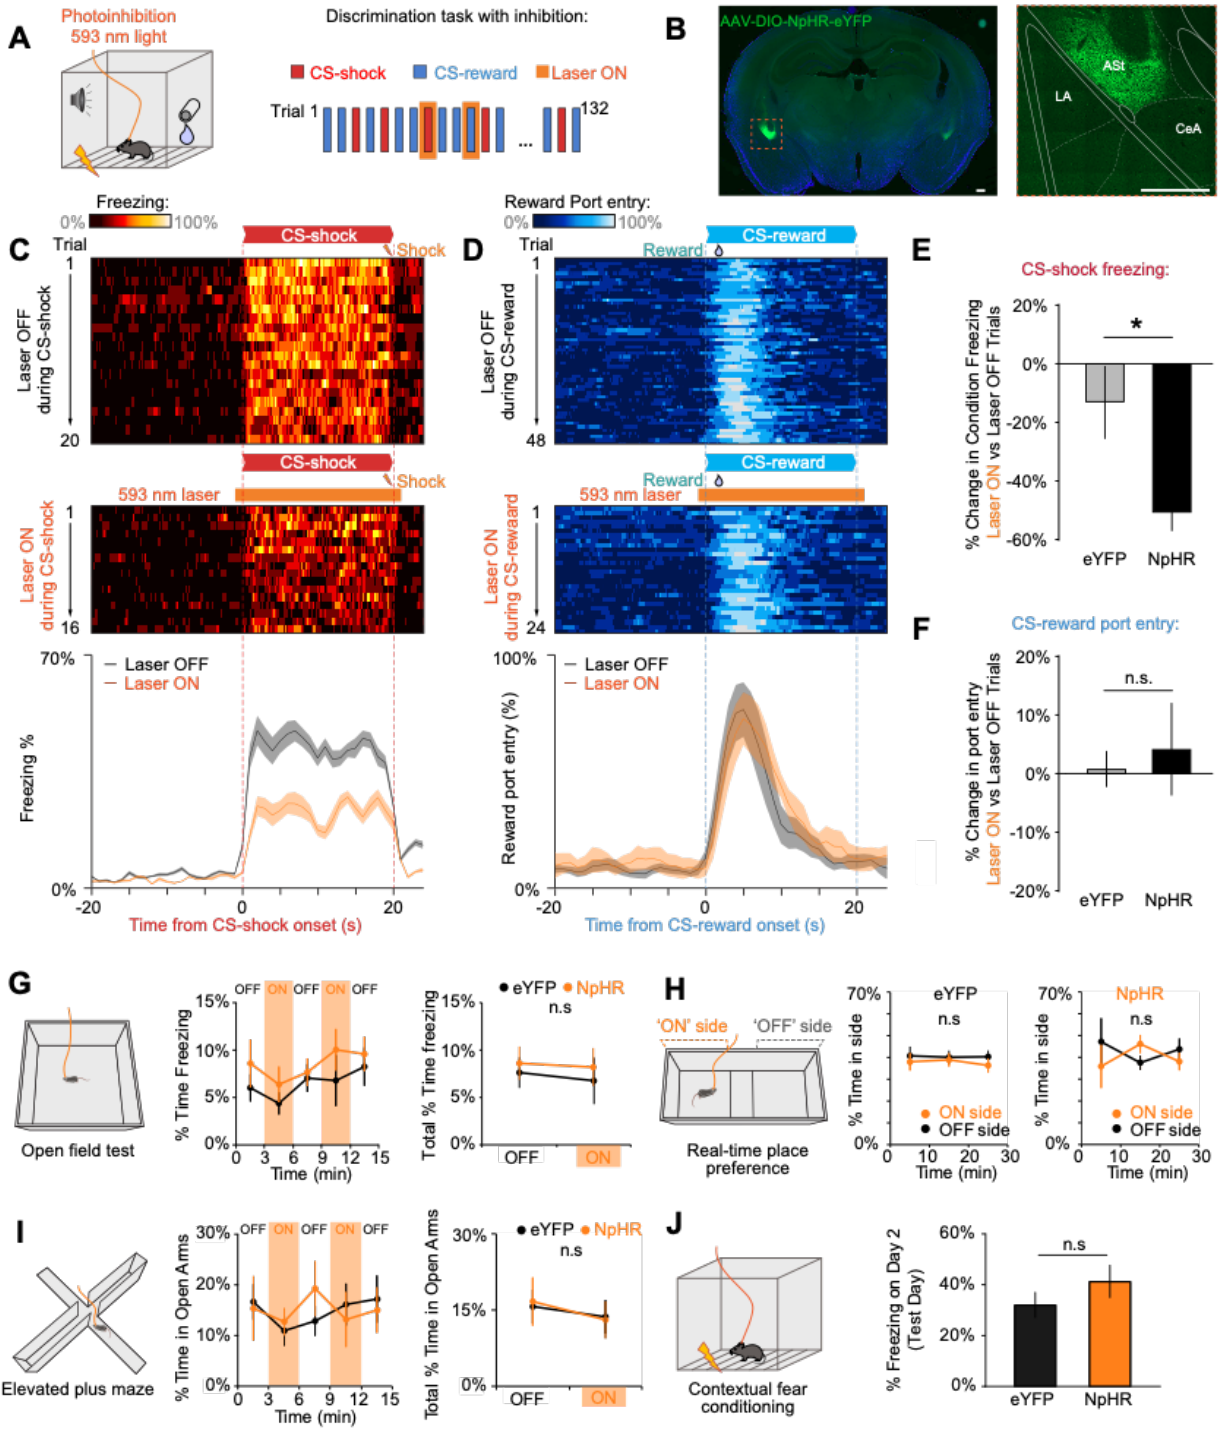 A
Photoinhibition
593 nm light
Discrimination task with inhibition:
CS-shock
CS-reward
Laser ON
Trial 1
132
...
B
AAV-DIO-NpHR-eYFP
ASt
LA
CeA
Freezing:
0%
100%
C
Trial
CS-shock
Shock
1
Laser OFF
during CS-shock
20
CS-shock
Shock
593 nm laser
1
Laser ON
during CS-shock
16
70%
Laser OFF
Laser ON
Freezing %
0%
-20
0
20
Time from CS-shock onset (s)
Reward Port entry:
0%
100%
D
Trial
CS-reward
Reward
1
Laser OFF
during CS-reward
48
CS-reward
Reward
593 nm laser
1
Laser ON
during CS-rewaard
24
100%
Laser OFF
Laser ON
Reward port entry (%)
0%
-20
0
20
Time from CS-reward onset (s)
E
CS-shock freezing:
% Change in Condition Freezing
Laser ON vs Laser OFF Trials
20%
0%
-20%
-40%
-60%
*
eYFP
NpHR
F
CS-reward port entry:
% Change in port entry
Laser ON vs Laser OFF Trials
20%
10%
0%
-10%
-20%
n.s.
eYFP
NpHR
G
Open field test
OFF ON OFF ON OFF
% Time Freezing
15%
10%
5%
0%
0 3 6 9 12 15
Time (min)
Total % Time freezing
15%
10%
5%
0%
eYFP NpHR
n.s
OFF
ON
H
'ON' side
'OFF' side
Real-time place
preference
% Time in side
70%
0%
eYFP
n.s
ON side
OFF side
0 10 20 30
Time (min)
% Time in side
70%
0%
NpHR
n.s
ON side
OFF side
0 10 20 30
Time (min)
I
Elevated plus maze
OFF ON OFF ON OFF
% Time in Open Arms
30%
20%
10%
0%
0 3 6 9 12 15
Time (min)
Total % Time in Open Arms
30%
15%
0%
eYFP NpHR
n.s
OFF
ON
J
Contextual fear
conditioning
% Freezing on Day 2
(Test Day)
60%
40%
20%
0%
n.s
eYFP
NpHR